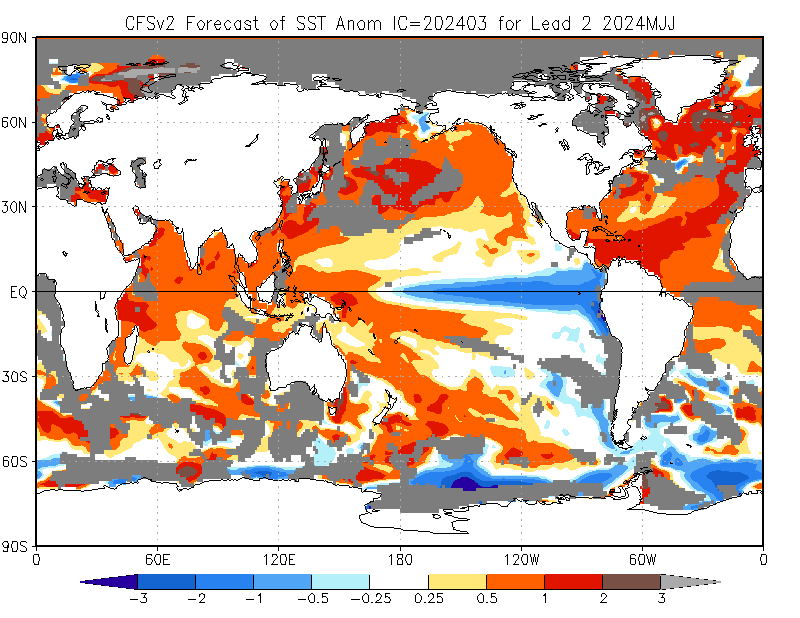 CFSv2 Forecast of SST Anom IC=202403 for Lead 2 2024MJJ
90N
60N
30N
EQ
30S
60S
90S
0 60E 120E 180 120W 60W 0
-3 -2 -1 -0.5 -0.25 0.25 0.5 1 2 3